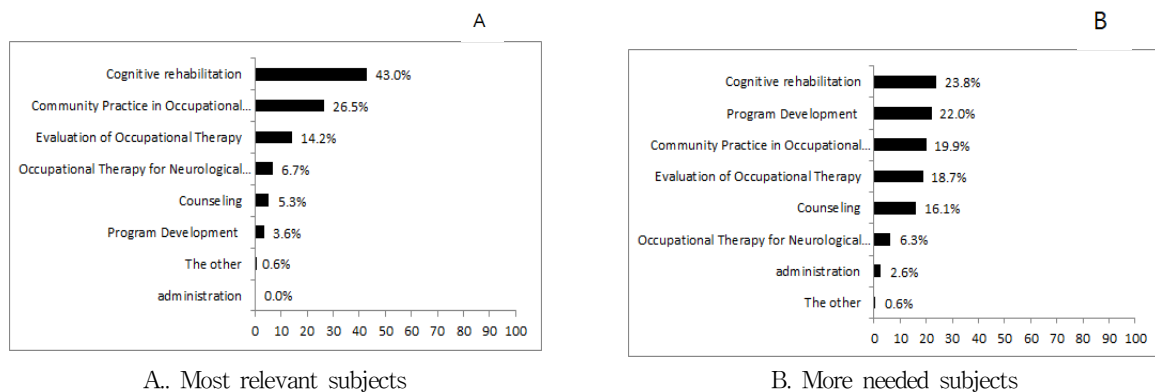 A
Cognitive rehabilitation 43.0%
Community Practice in Occupational... 26.5%
Evaluation of Occupational Therapy 14.2%
Occupational Therapy for Neurological... 6.7%
Counseling 5.3%
Program Development 3.6%
The other 0.6%
administration 0.0%
0 10 20 30 40 50 60 70 80 90 100
A.. Most relevant subjects
B
Cognitive rehabilitation 23.8%
Program Development 22.0%
Community Practice in Occupational... 19.9%
Evaluation of Occupational Therapy 18.7%
Counseling 16.1%
Occupational Therapy for Neurological... 6.3%
administration 2.6%
The other 0.6%
0 10 20 30 40 50 60 70 80 90 100
B. More needed subjects